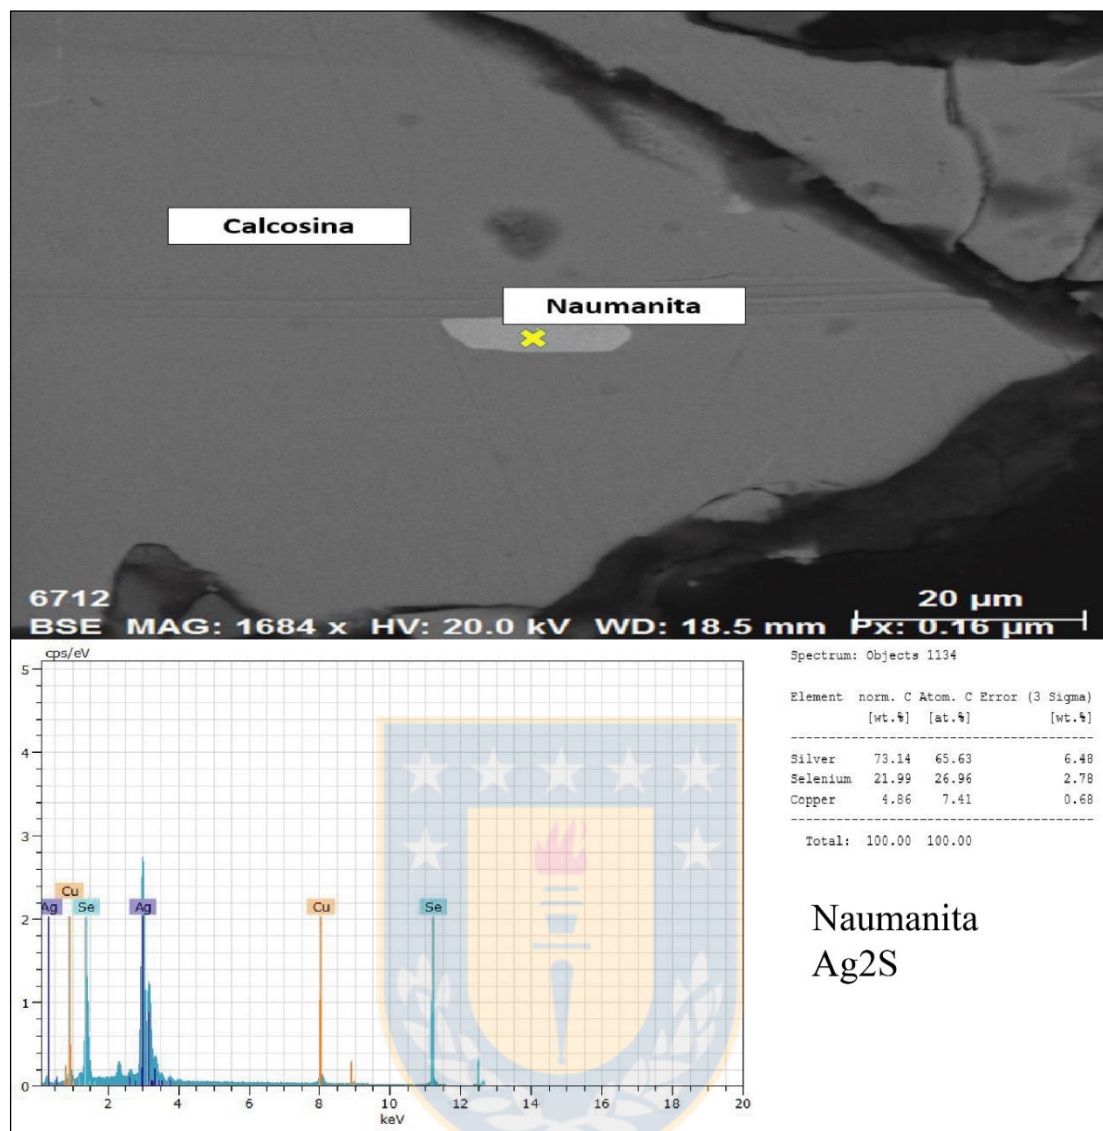 Calcosina
Naumanita
6712
20 µm
BSE MAG: 1684 x HV: 20.0 kV WD: 18.5 mm Px: 0.16 µm
cps/eV
5
4
3
2
1
0
Ag Cu Se Ag Cu Se
2 4 6 8 10 12 14 16 18 20
keV
Spectrum: Objects 1134
Element norm. C Atom. C Error (3 Sigma)
[wt.%] [at.%] [wt.%]
Silver 73.14 65.63 6.48
Selenium 21.99 26.96 2.78
Copper 4.86 7.41 0.68
Total: 100.00 100.00
Naumanita
Ag2S